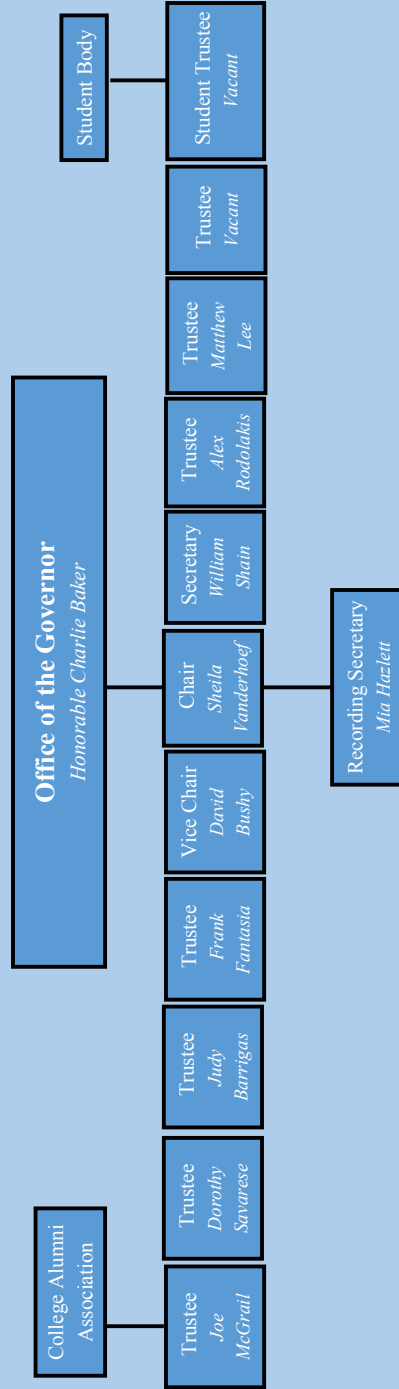 College Alumni
Association
Office of the Governor
Honorable Charlie Baker
Student Body
Trustee
Joe
McGrail
Trustee
Dorothy
Savarese
Trustee
Judy
Barrigas
Trustee
Frank
Fantasia
Vice Chair
David
Bushy
Chair
Sheila
Vanderhoef
Secretary
William
Shain
Trustee
Alex
Rodolakis
Trustee
Matthew
Lee
Trustee
Vacant
Student Trustee
Vacant
Recording Secretary
Mia Hazlett